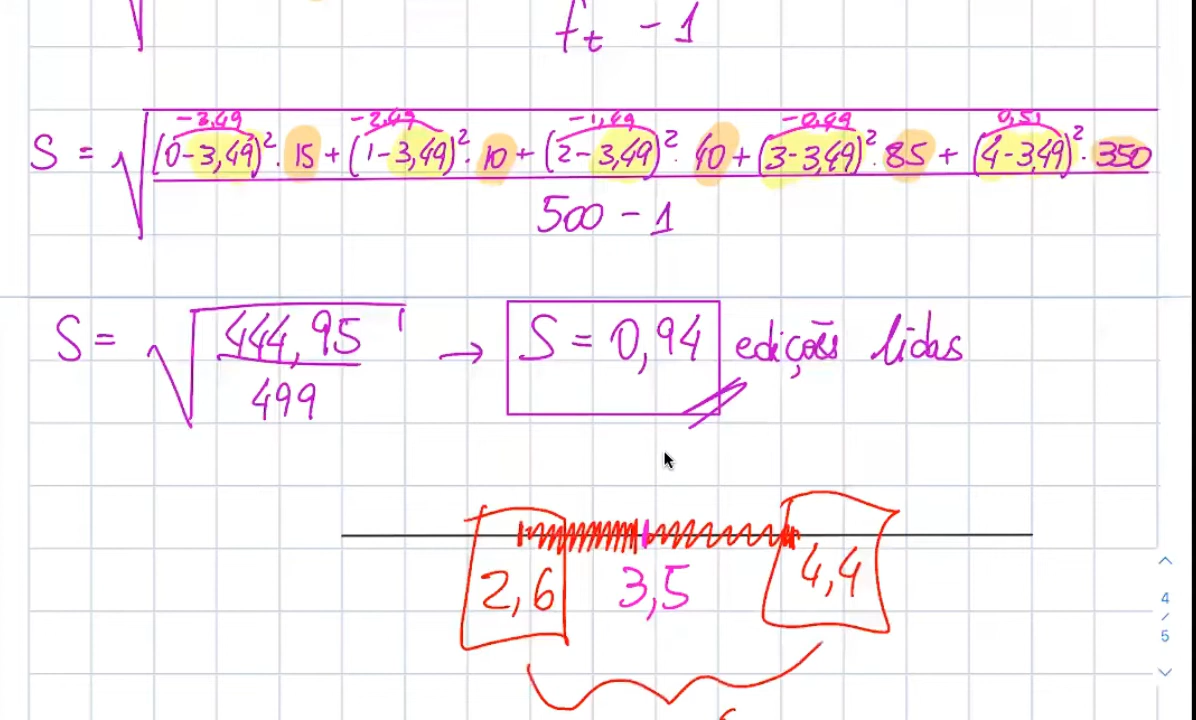 f_t - 1
-3,49 -2,49 -1,49 -0,49 0,51
S = √ (0-3,49)². 15 + (1-3,49)². 10 + (2-3,49)². 40 + (3-3,49)². 85 + (4-3,49)². 350
500 - 1
S = √ 444,95 → S = 0,94 edições lidas
499
2,6 3,5 4,4
4
/
5